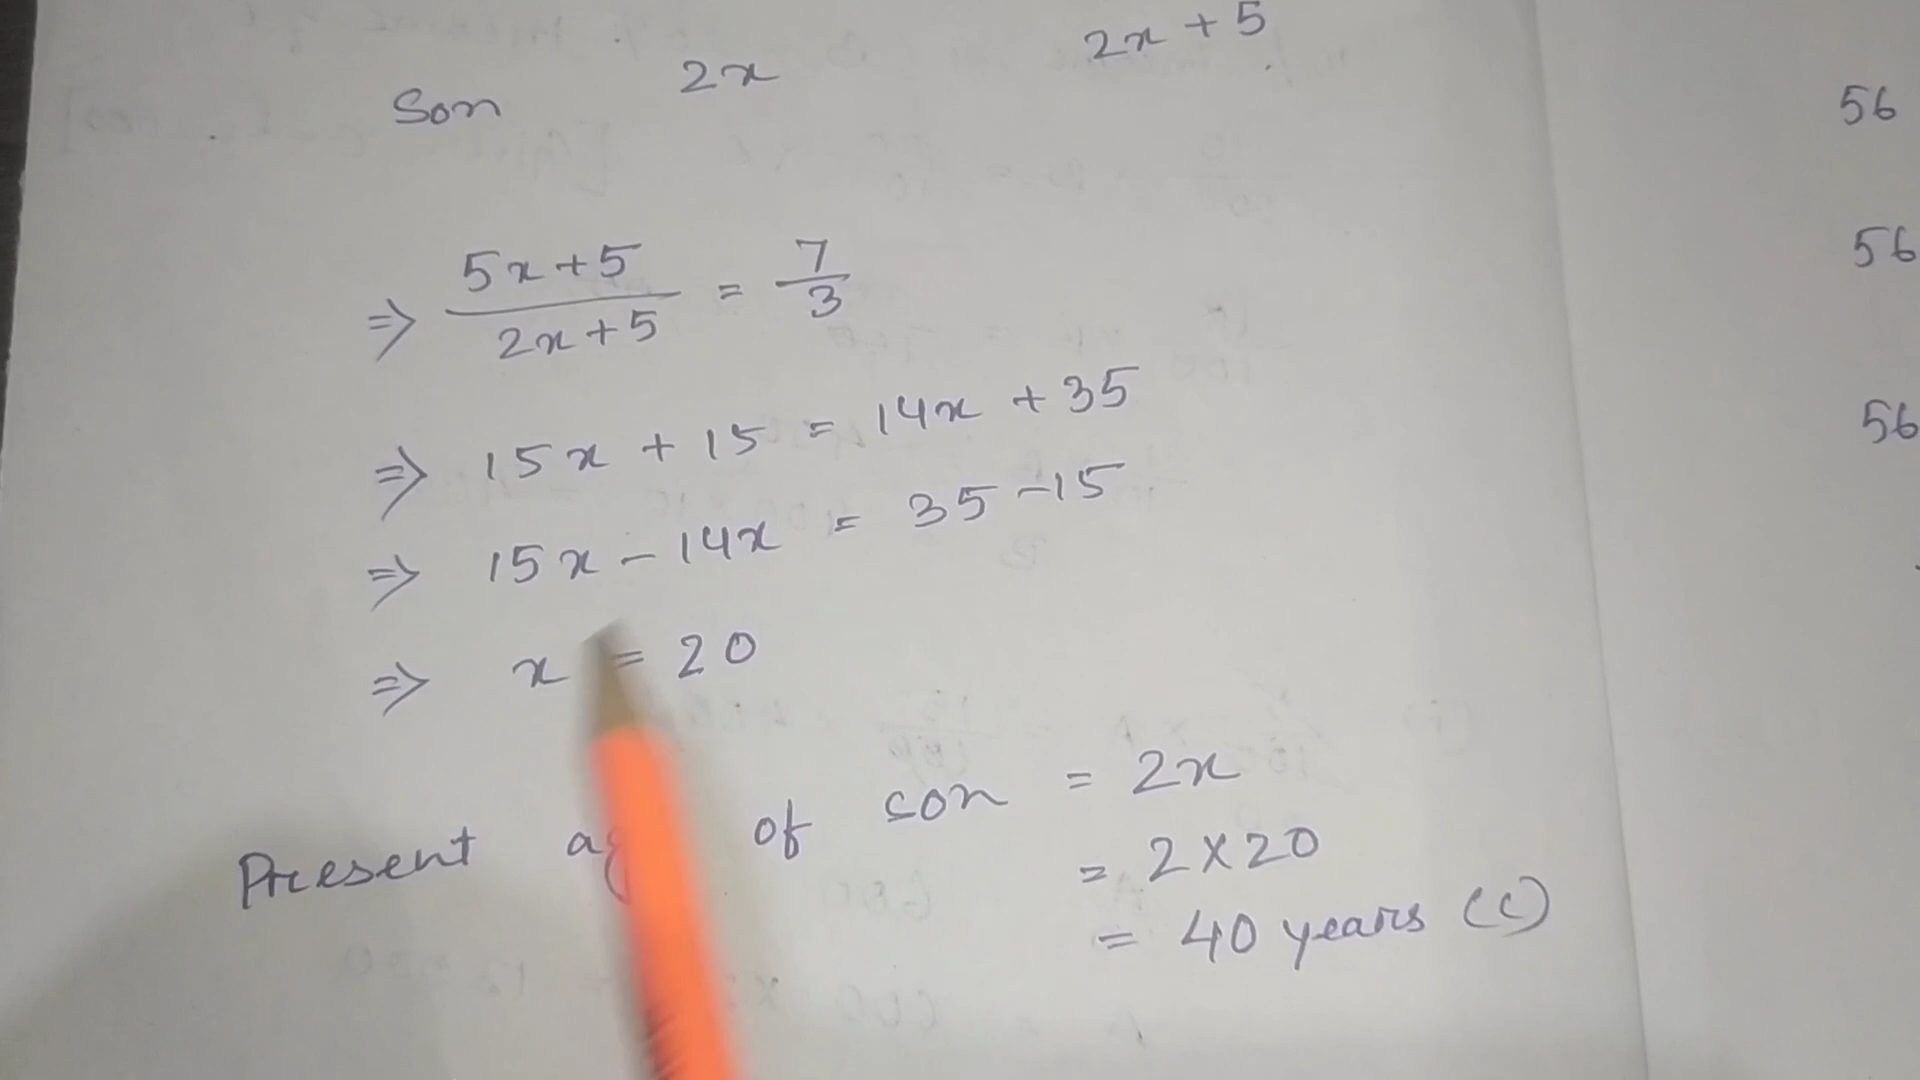 Son 2x 2x + 5
⇒ 5x+5/2x+5 = 7/3
⇒ 15x + 15 = 14x + 35
⇒ 15x - 14x = 35 - 15
⇒ x = 20
Present of son = 2x
= 2 × 20
= 40 years (c)
56
56
56